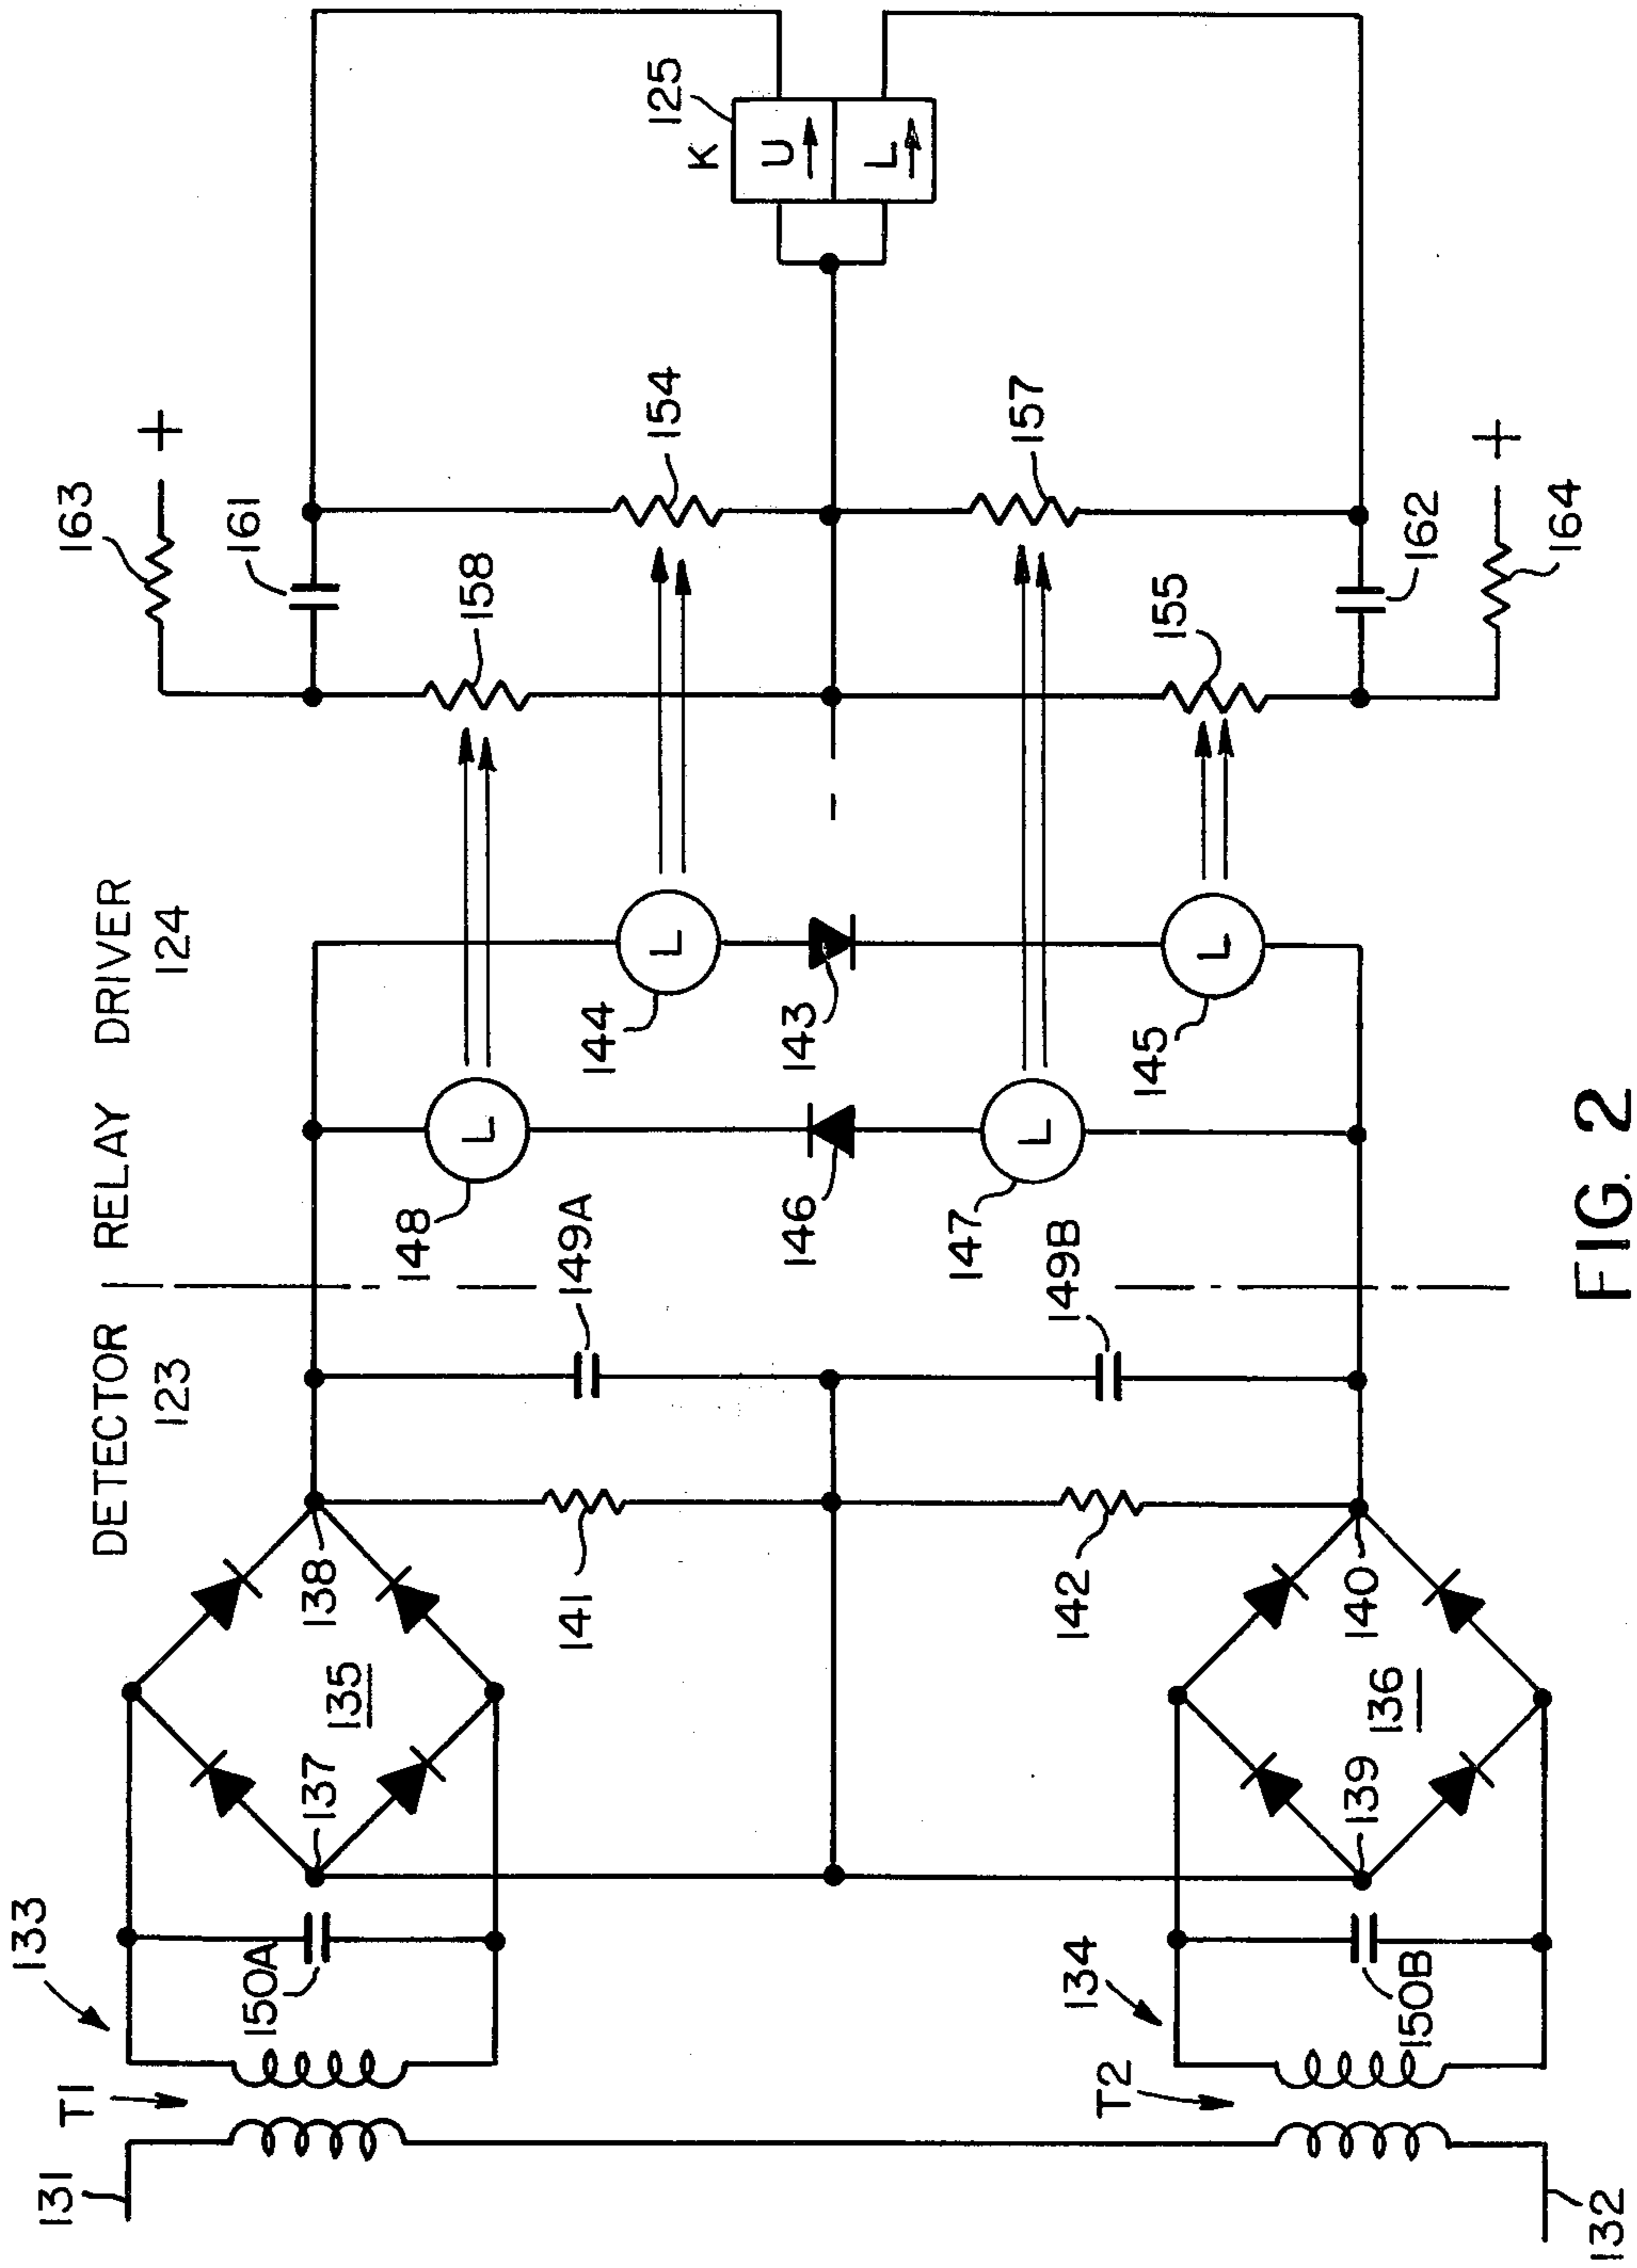 DETECTOR
123
RELAY DRIVER
124
131
T1
133
150A
137
135
138
141
149A
148
144
158
163
+
161
154
K
125
U
L
L
L
L
L
143
146
-
132
T2
134
150B
139
136
140
142
149B
147
145
155
157
162
164
+
FIG. 2